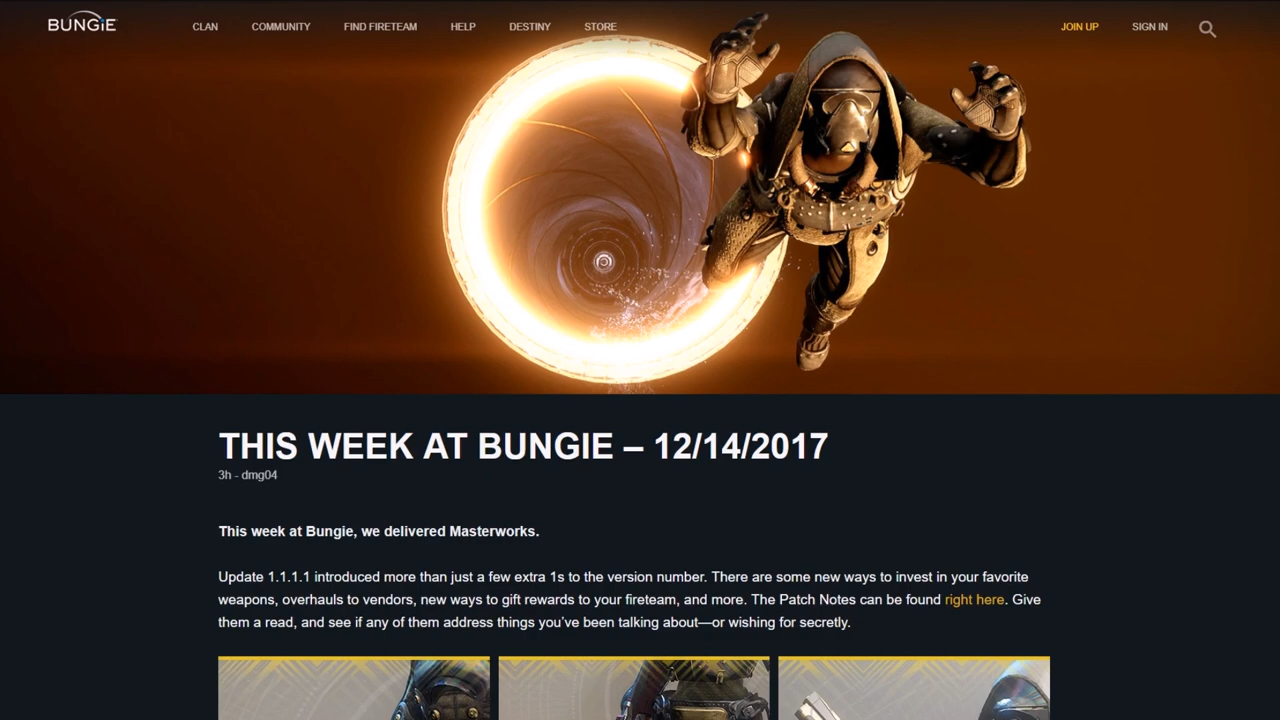 BUNGiE
CLAN COMMUNITY FIND FIRETEAM HELP DESTINY STORE JOIN UP SIGN IN
THIS WEEK AT BUNGIE – 12/14/2017
3h - dmg04
This week at Bungie, we delivered Masterworks.
Update 1.1.1.1 introduced more than just a few extra 1s to the version number. There are some new ways to invest in your favorite
weapons, overhauls to vendors, new ways to gift rewards to your fireteam, and more. The Patch Notes can be found right here. Give
them a read, and see if any of them address things you've been talking about—or wishing for secretly.